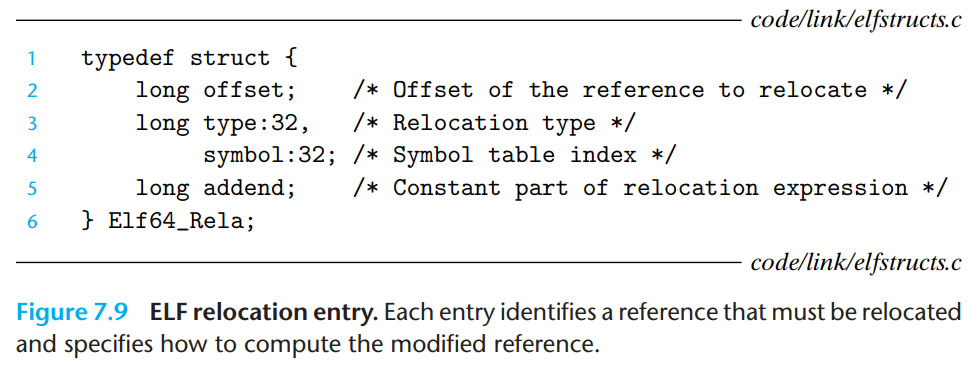 code/link/elfstructs.c
1 typedef struct {
2 long offset; /* Offset of the reference to relocate */
3 long type:32, /* Relocation type */
4 symbol:32; /* Symbol table index */
5 long addend; /* Constant part of relocation expression */
6 } Elf64_Rela;
code/link/elfstructs.c
Figure 7.9 ELF relocation entry. Each entry identifies a reference that must be relocated
and specifies how to compute the modified reference.